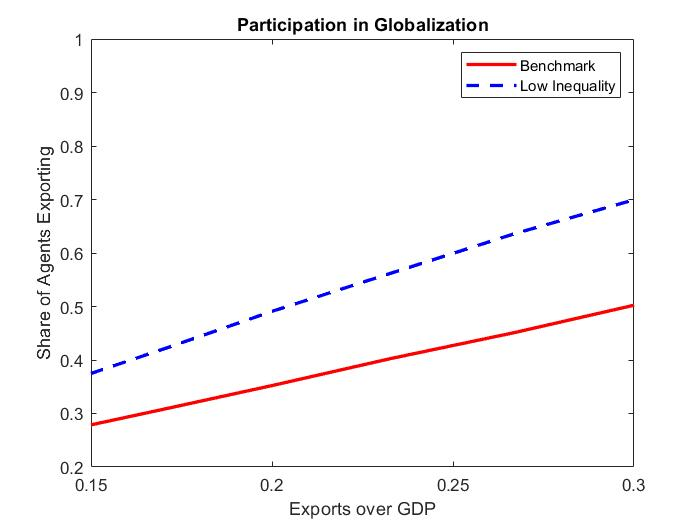 Participation in Globalization
Benchmark
Low Inequality
Share of Agents Exporting
1
0.9
0.8
0.7
0.6
0.5
0.4
0.3
0.2
0.15
0.2
0.25
0.3
Exports over GDP